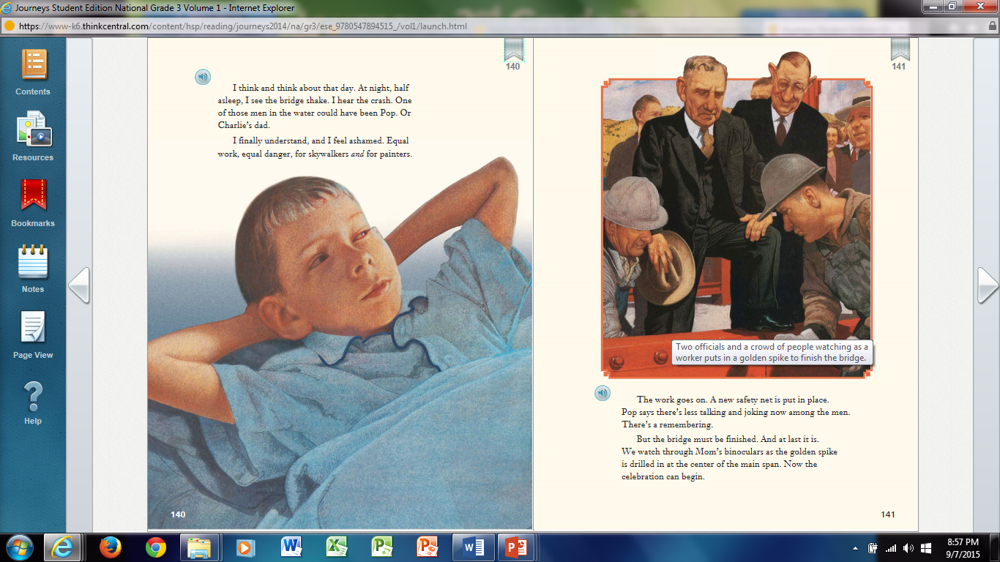 Journeys Student Edition National Grade 3 Volume 1 - Internet Explorer
https://www-k6.thinkcentral.com/content/hsp/reading/journeys2014/na/gr3/ese_9780547894515_/vol1/launch.html
Contents
Resources
Bookmarks
Notes
Page View
Help
140
I think and think about that day. At night, half
asleep, I see the bridge shake. I hear the crash. One
of those men in the water could have been Pop. Or
Charlie's dad.
I finally understand, and I feel ashamed. Equal
work, equal danger, for skywalkers and for painters.
140
141
Two officials and a crowd of people watching as a
worker puts in a golden spike to finish the bridge.
The work goes on. A new safety net is put in place.
Pop says there's less talking and joking now among the men.
There's a remembering.
But the bridge must be finished. And at last it is.
We watch through Mom's binoculars as the golden spike
is drilled in at the center of the main span. Now the
celebration can begin.
141
8:57 PM
9/7/2015